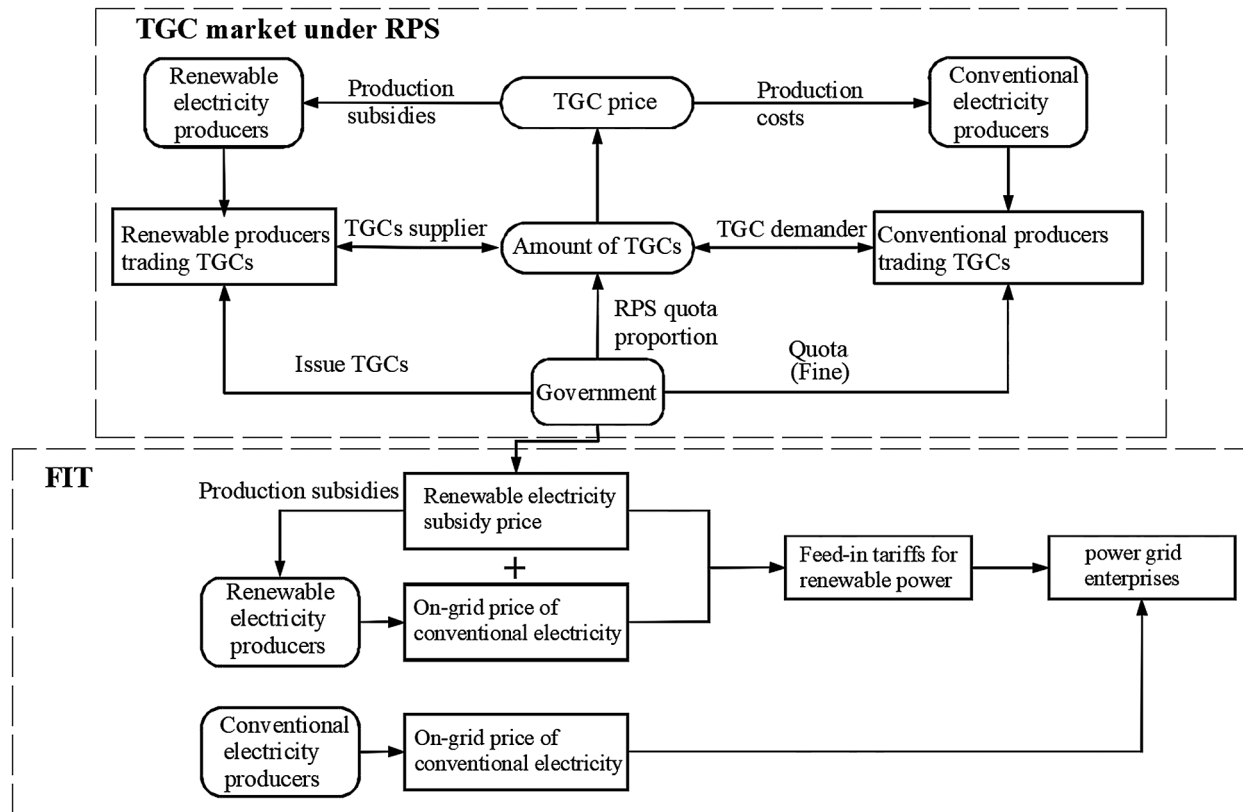 TGC market under RPS
Renewable
electricity
producers
Production
subsidies
TGC price
Production
costs
Conventional
electricity
producers
Renewable producers
trading TGCs
TGCs supplier
Amount of TGCs
TGC demander
Conventional producers
trading TGCs
RPS quota
proportion
Issue TGCs
Quota
(Fine)
Government
FIT
Production subsidies
Renewable electricity
subsidy price
+
Feed-in tariffs for
renewable power
power grid
enterprises
Renewable
electricity
producers
On-grid price of
conventional electricity
Conventional
electricity
producers
On-grid price of
conventional electricity